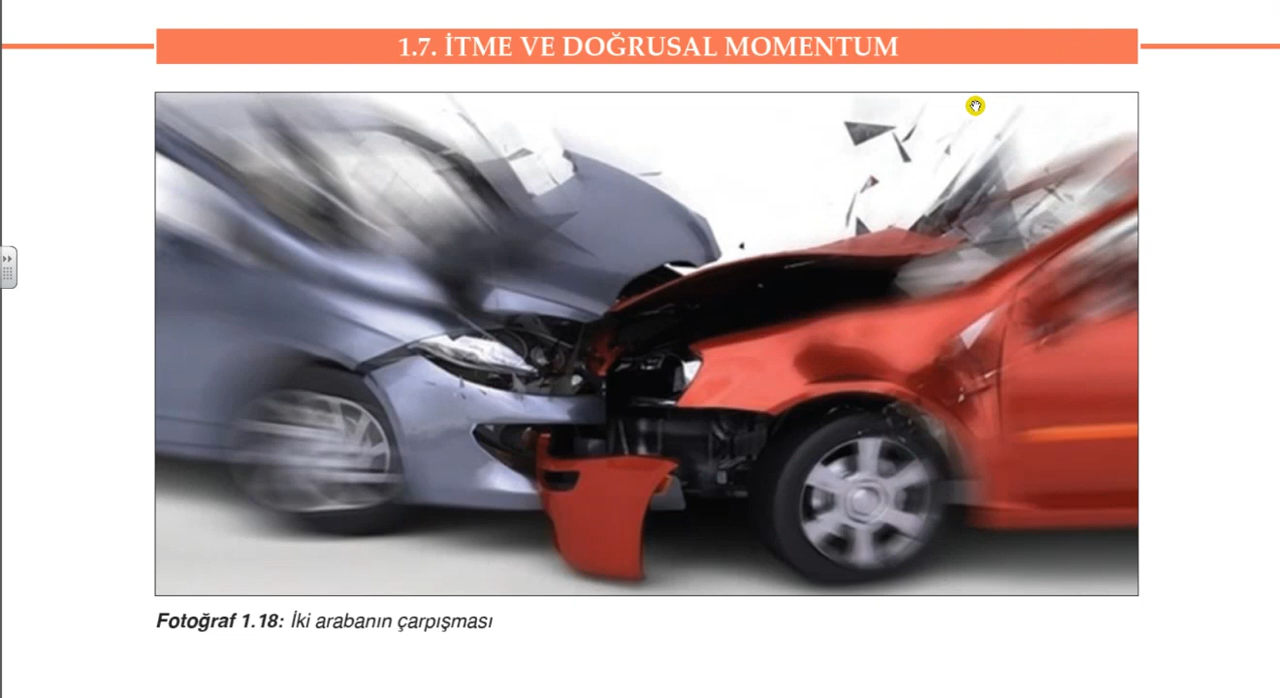 1.7. İTME VE DOĞRUSAL MOMENTUM
Fotoğraf 1.18: İki arabanın çarpışması